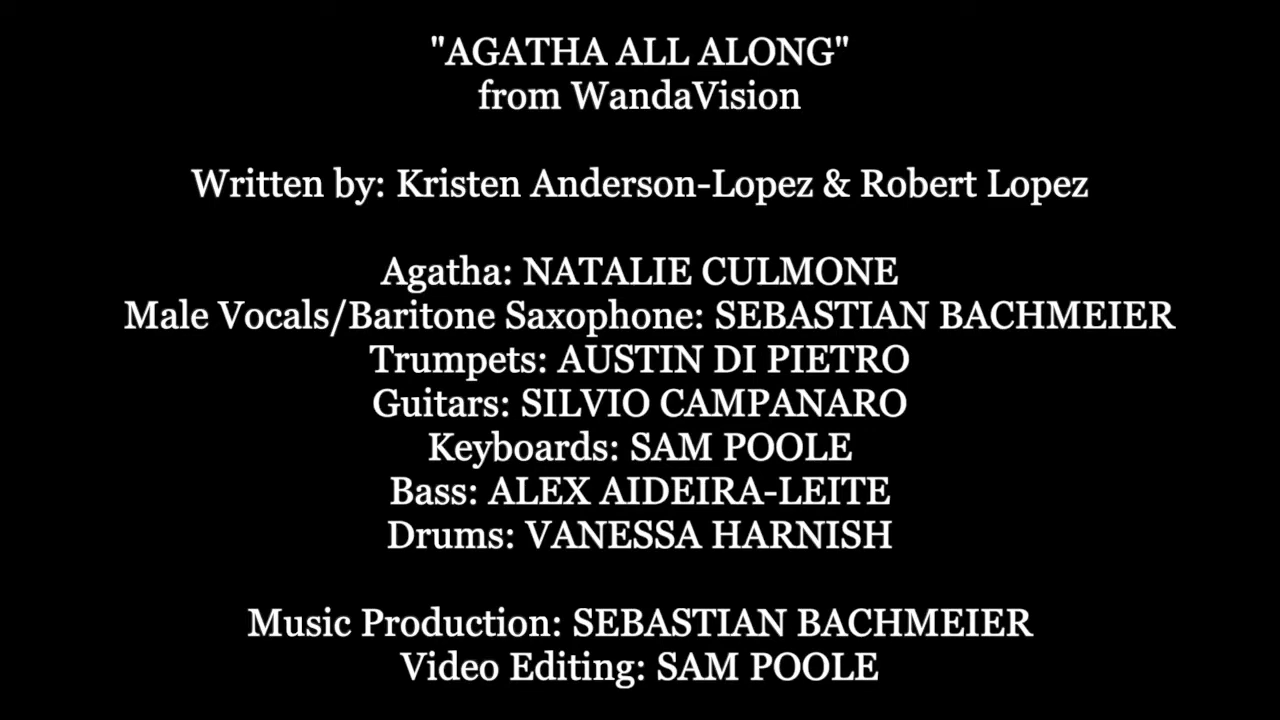 "AGATHA ALL ALONG"
from WandaVision
Written by: Kristen Anderson-Lopez & Robert Lopez
Agatha: NATALIE CULMONE
Male Vocals/Baritone Saxophone: SEBASTIAN BACHMEIER
Trumpets: AUSTIN DI PIETRO
Guitars: SILVIO CAMPANARO
Keyboards: SAM POOLE
Bass: ALEX AIDEIRA-LEITE
Drums: VANESSA HARNISH
Music Production: SEBASTIAN BACHMEIER
Video Editing: SAM POOLE